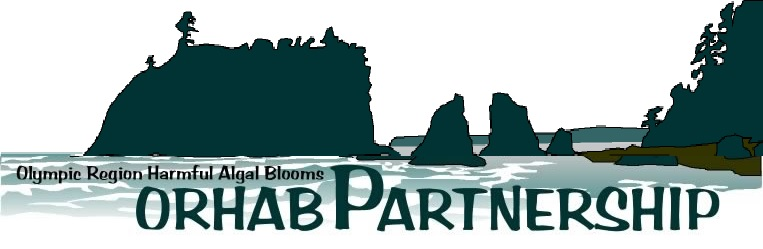 Olympic Region Harmful Algal Blooms
ORHAB PARTNERSHIP